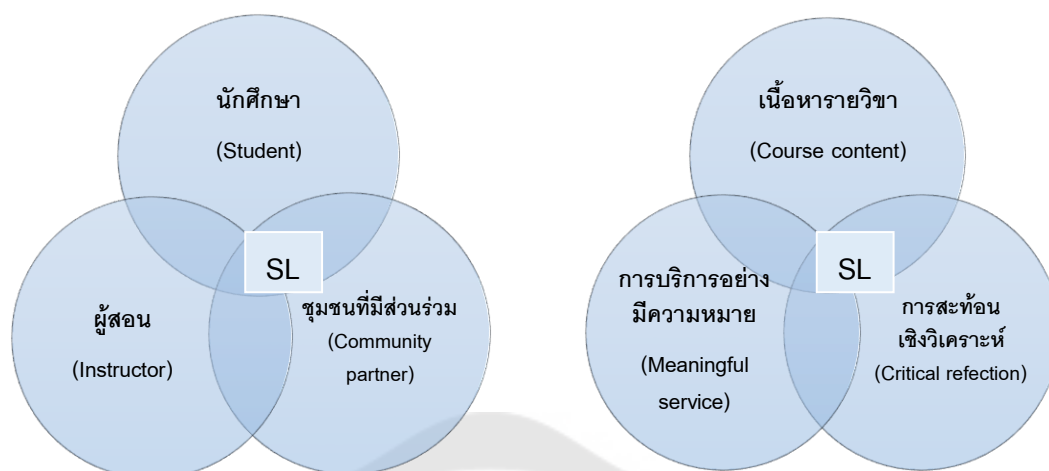 นักศึกษา
(Student)
SL
ผู้สอน
(Instructor)
ชุมชนที่มีส่วนร่วม
(Community
partner)
เนื้อหารายวิขา
(Course content)
SL
การบริการอย่าง
มีความหมาย
(Meaningful
service)
การสะท้อน
เชิงวิเคราะห์
(Critical refection)